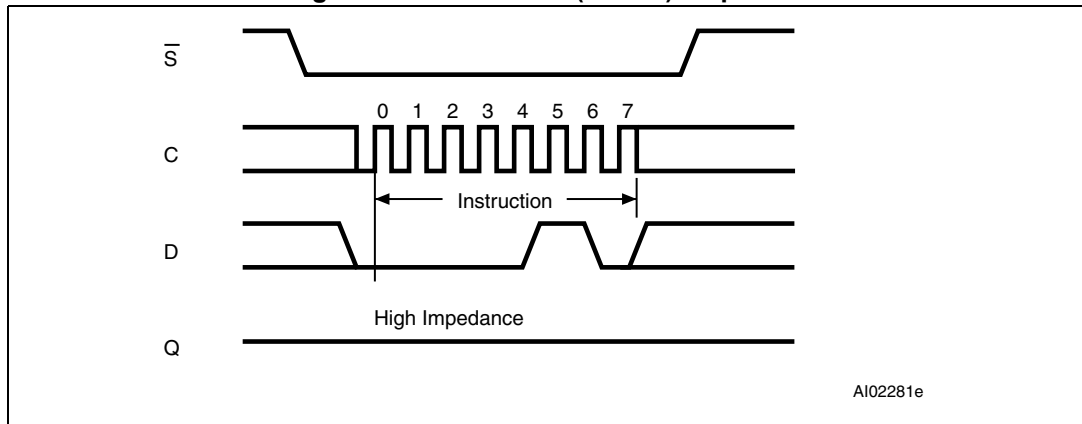 S̅
0 1 2 3 4 5 6 7
C
Instruction
D
High Impedance
Q
AI02281e